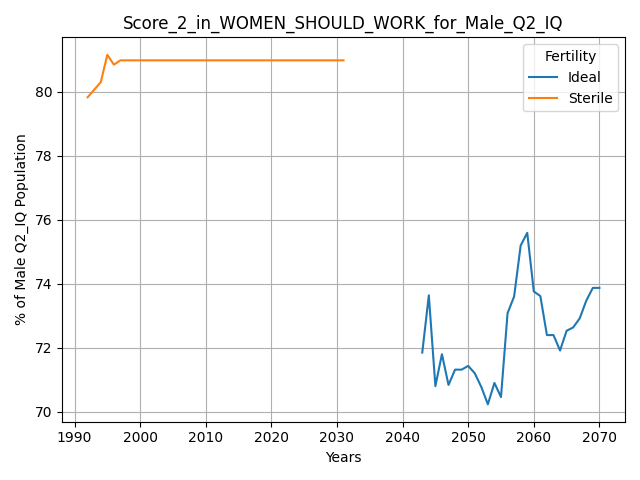 Score_2_in_WOMEN_SHOULD_WORK_for_Male_Q2_IQ
Fertility
Ideal
Sterile
% of Male Q2_IQ Population
80
78
76
74
72
70
1990
2000
2010
2020
2030
2040
2050
2060
2070
Years